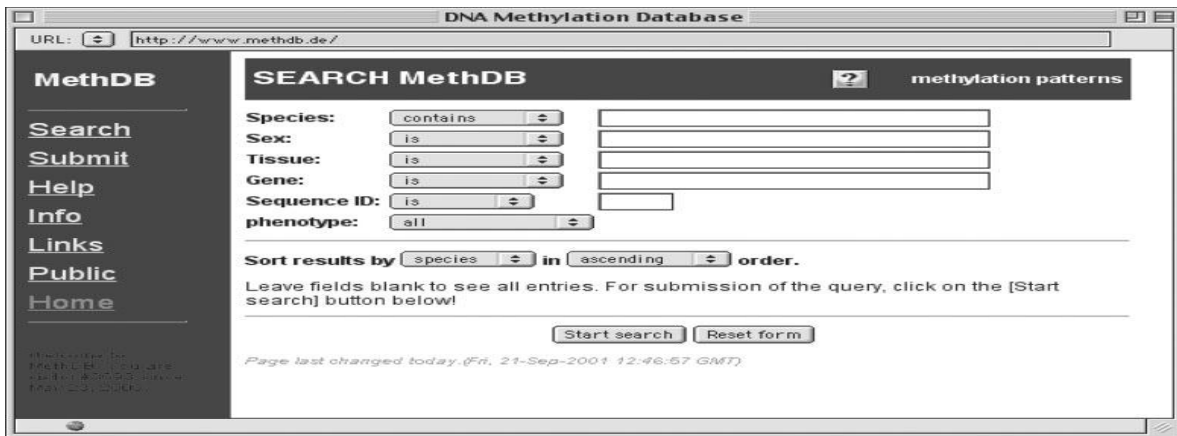 DNA Methylation Database
URL: http://www.methdb.de/
MethDB
Search
Submit
Help
Info
Links
Public
Home
SEARCH MethDB ? methylation patterns
Species: contains
Sex: is
Tissue: is
Gene: is
Sequence ID: is
phenotype: all
Sort results by species in ascending order.
Leave fields blank to see all entries. For submission of the query, click on the [Start
search] button below!
Start search Reset form
Page last changed today.(Fri, 21-Sep-2001 12:46:57 GMT)